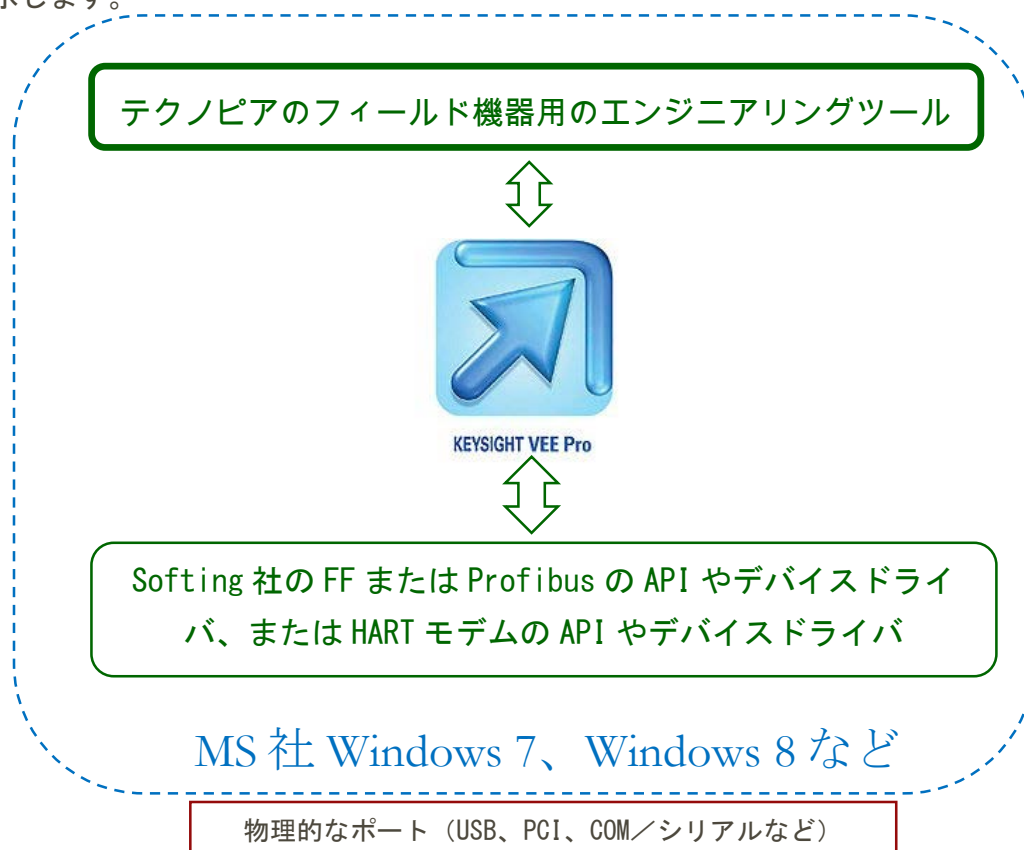 示します。
テクノピアのフィールド機器用のエンジニアリングツール
KEYSIGHT VEE Pro
Softing 社の FF または Profibus の API やデバイスドライ
バ、または HART モデムの API やデバイスドライバ
MS 社 Windows 7、Windows 8 など
物理的なポート（USB、PCI、COM／シリアルなど）